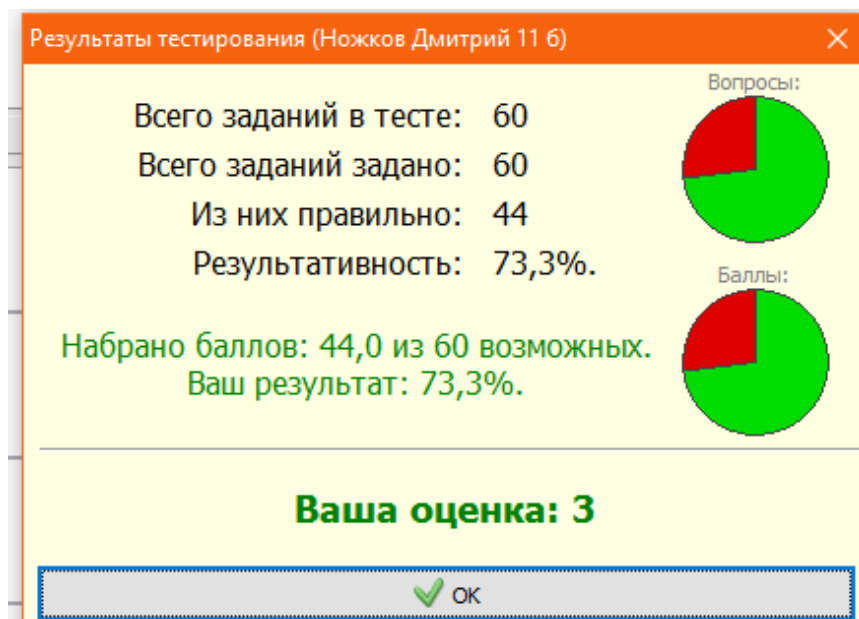 Результаты тестирования (Ножков Дмитрий 11 б)
Вопросы:
Всего заданий в тесте: 60
Всего заданий задано: 60
Из них правильно: 44
Результативность: 73,3%.
Баллы:
Набрано баллов: 44,0 из 60 возможных.
Ваш результат: 73,3%.
Ваша оценка: 3
ОК